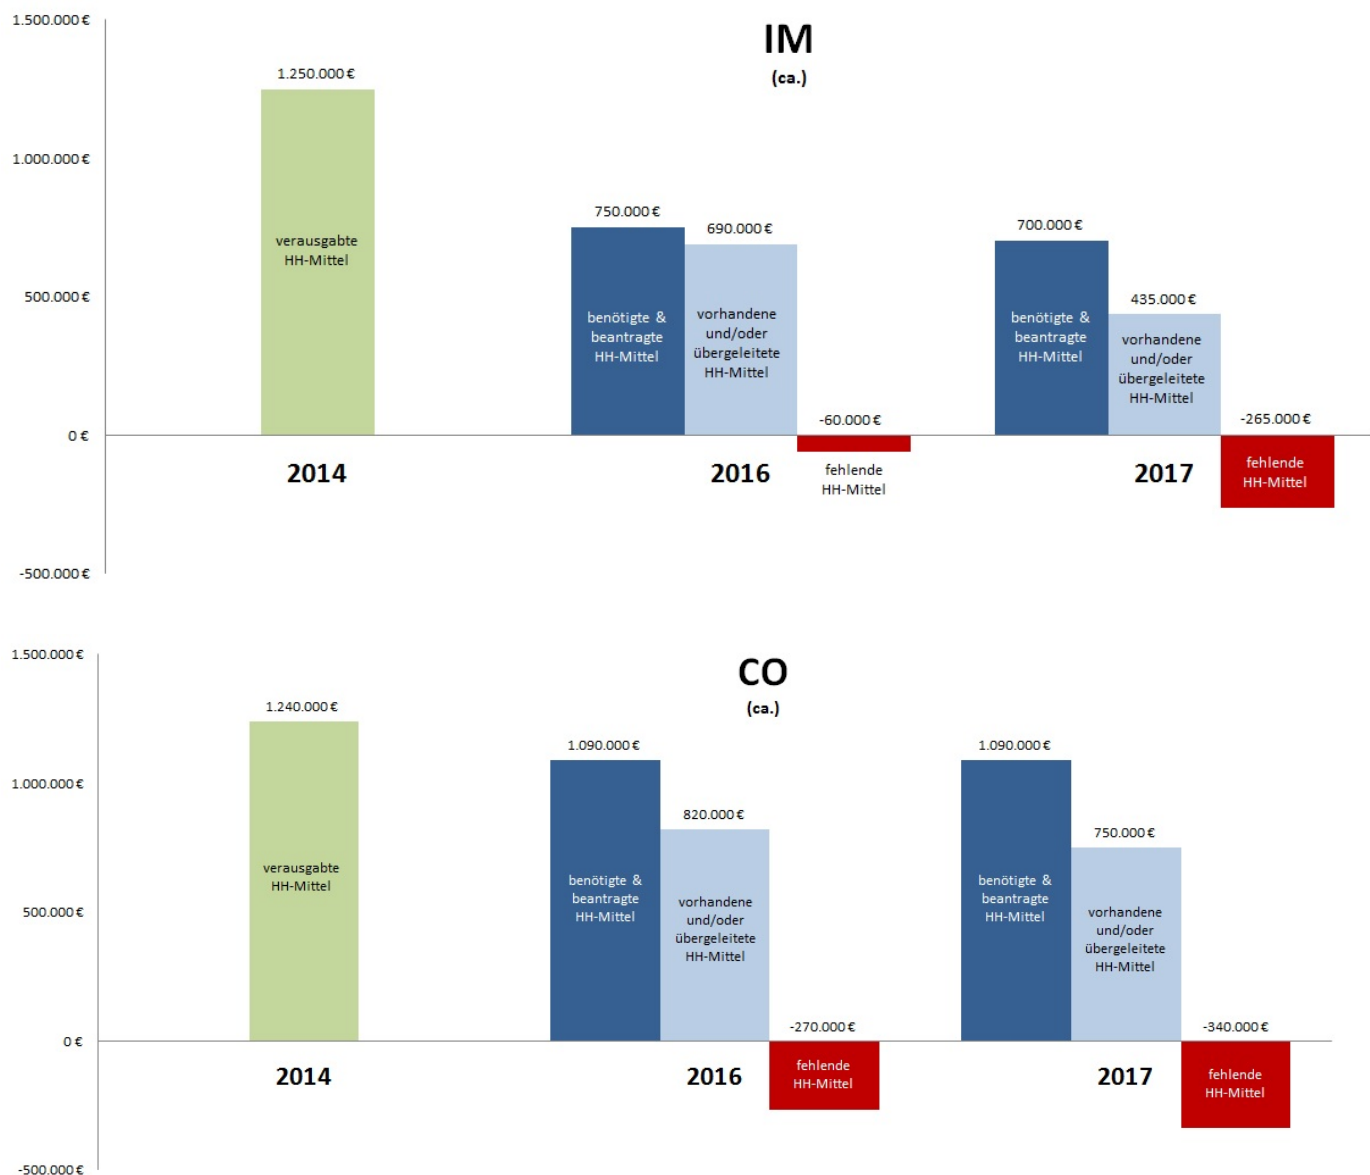 IM
(ca.)
1.500.000 €
1.000.000 €
500.000 €
0 €
-500.000 €
1.250.000 €
verausgabte
HH-Mittel
2014
750.000 €
benötigte &
beantragte
HH-Mittel
690.000 €
vorhandene
und/oder
übergeleitete
HH-Mittel
-60.000 €
fehlende
HH-Mittel
2016
700.000 €
benötigte &
beantragte
HH-Mittel
435.000 €
vorhandene
und/oder
übergeleitete
HH-Mittel
-265.000 €
fehlende
HH-Mittel
2017
CO
(ca.)
1.500.000 €
1.000.000 €
500.000 €
0 €
-500.000 €
1.240.000 €
verausgabte
HH-Mittel
2014
1.090.000 €
benötigte &
beantragte
HH-Mittel
820.000 €
vorhandene
und/oder
übergeleitete
HH-Mittel
-270.000 €
fehlende
HH-Mittel
2016
1.090.000 €
benötigte &
beantragte
HH-Mittel
750.000 €
vorhandene
und/oder
übergeleitete
HH-Mittel
-340.000 €
fehlende
HH-Mittel
2017